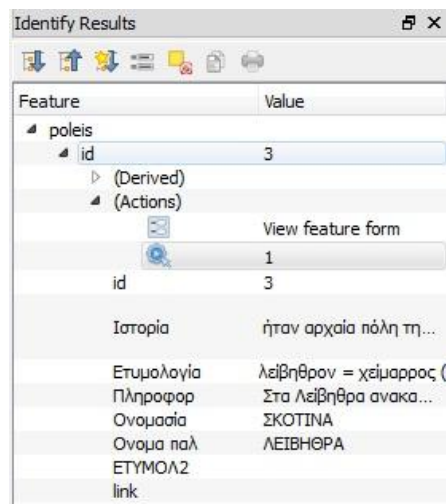 Identify Results
Feature Value
poleis
id 3
(Derived)
(Actions)
View feature form
1
id 3
Ιστορία ήταν αρχαία πόλη τη...
Ετυμολογία λείβηθρον = χείμαρρος (
Πληροφορ Στα Λείβηθρα ανακα...
Ονομασία ΣΚΟΤΙΝΑ
Ονομα παλ ΛΕΙΒΗΘΡΑ
ΕΤΥΜΟΛ2
link